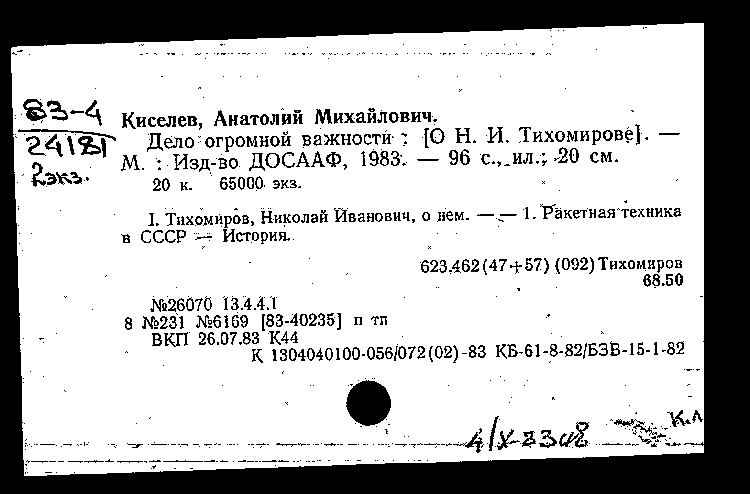 83-4
24181
2экз.
Киселев, Анатолий Михайлович.
Дело огромной важности : [О Н. И. Тихомирове]. —
М. : Изд-во ДОСААФ, 1983. — 96 с., ил.; 20 см.
20 к. 65000 экз.
I. Тихомиров, Николай Иванович, о нем. — — 1. Ракетная техника
в СССР — История.
623.462(47+57)(092)Тихомиров
68.50
№26070 13.4.4.1
8 №231 №6169 [83-40235] п тп
ВКП 26.07.83 К44
К 1304040100-056/072(02)-83 КБ-61-8-82/БЗВ-15-1-82
К.Л